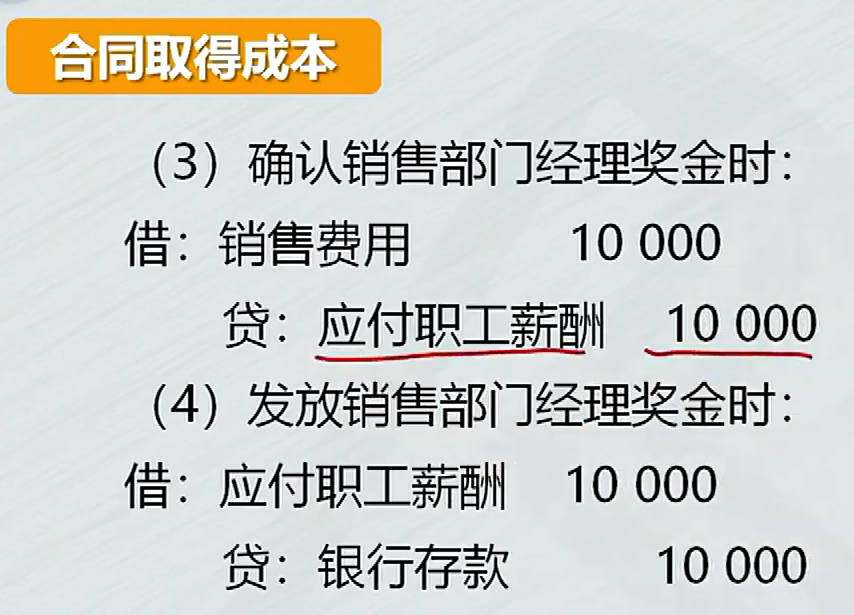 合同取得成本
（3）确认销售部门经理奖金时：
借：销售费用 10 000
贷：应付职工薪酬 10 000
（4）发放销售部门经理奖金时：
借：应付职工薪酬 10 000
贷：银行存款 10 000